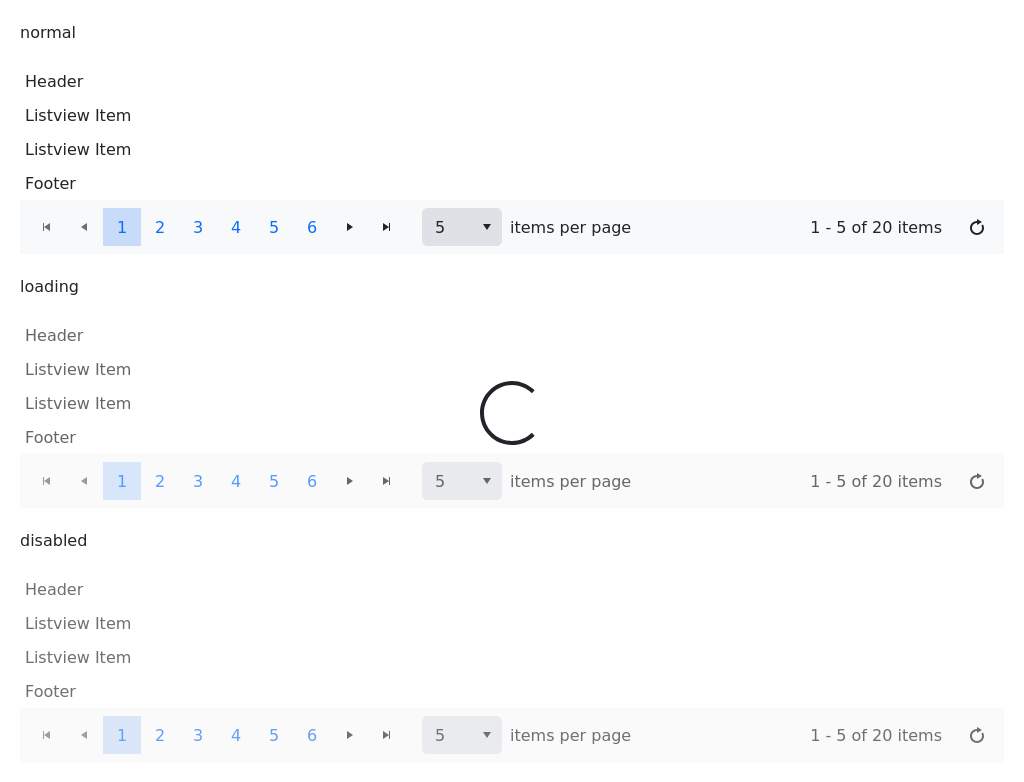 normal
Header
Listview Item
Listview Item
Footer
1 2 3 4 5 6 5 items per page 1 - 5 of 20 items
loading
Header
Listview Item
Listview Item
Footer
1 2 3 4 5 6 5 items per page 1 - 5 of 20 items
disabled
Header
Listview Item
Listview Item
Footer
1 2 3 4 5 6 5 items per page 1 - 5 of 20 items